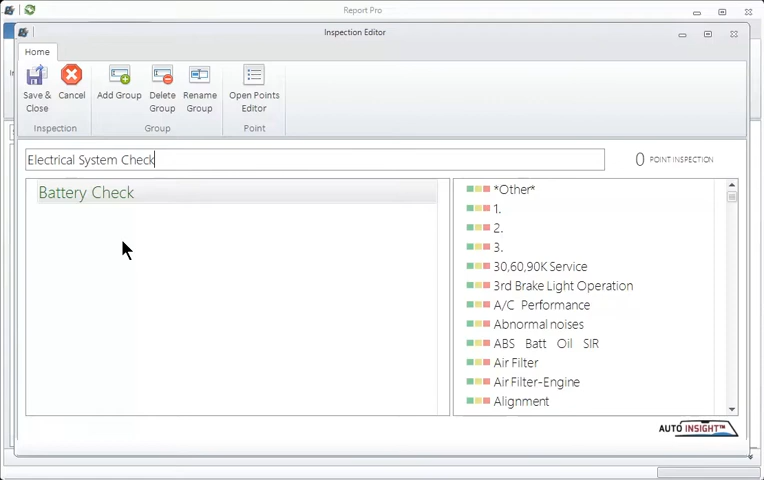 Report Pro
Inspection Editor
Home
Save & Close
Cancel
Add Group
Delete Group
Rename Group
Open Points Editor
Inspection
Group
Point
Electrical System Check
0 POINT INSPECTION
Battery Check
*Other*
1.
2.
3.
30,60,90K Service
3rd Brake Light Operation
A/C Performance
Abnormal noises
ABS Batt Oil SIR
Air Filter
Air Filter-Engine
Alignment
AUTO INSIGHT™